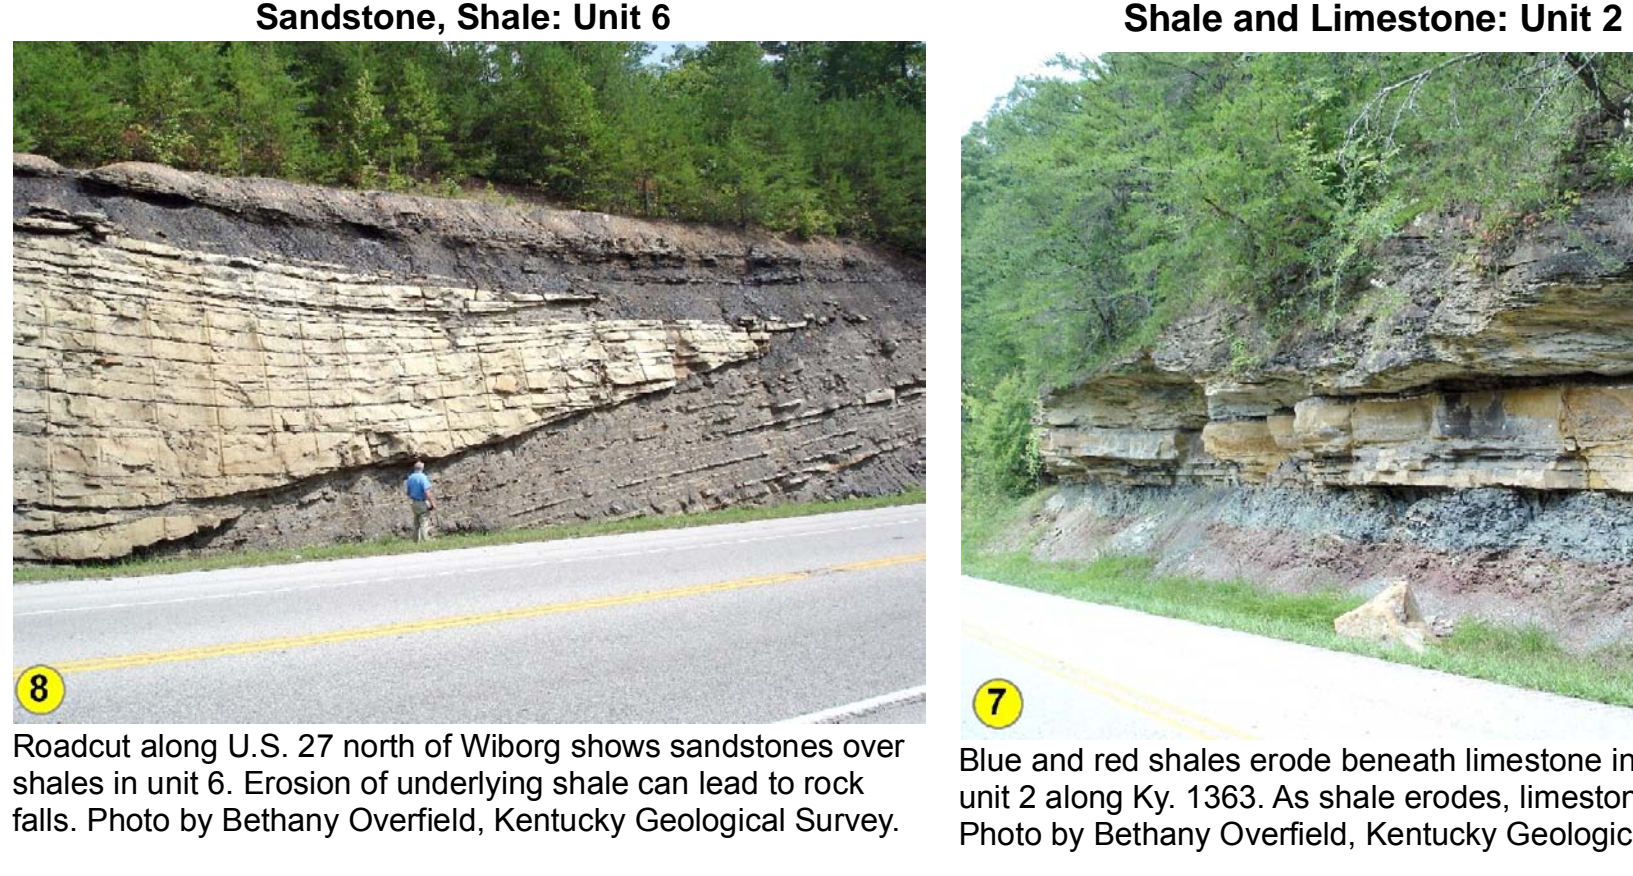 Sandstone, Shale: Unit 6
8
Roadcut along U.S. 27 north of Wiborg shows sandstones over
shales in unit 6. Erosion of underlying shale can lead to rock
falls. Photo by Bethany Overfield, Kentucky Geological Survey.
Shale and Limestone: Unit 2
7
Blue and red shales erode beneath limestone in
unit 2 along Ky. 1363. As shale erodes,
Photo by Bethany Overfield, Kentucky